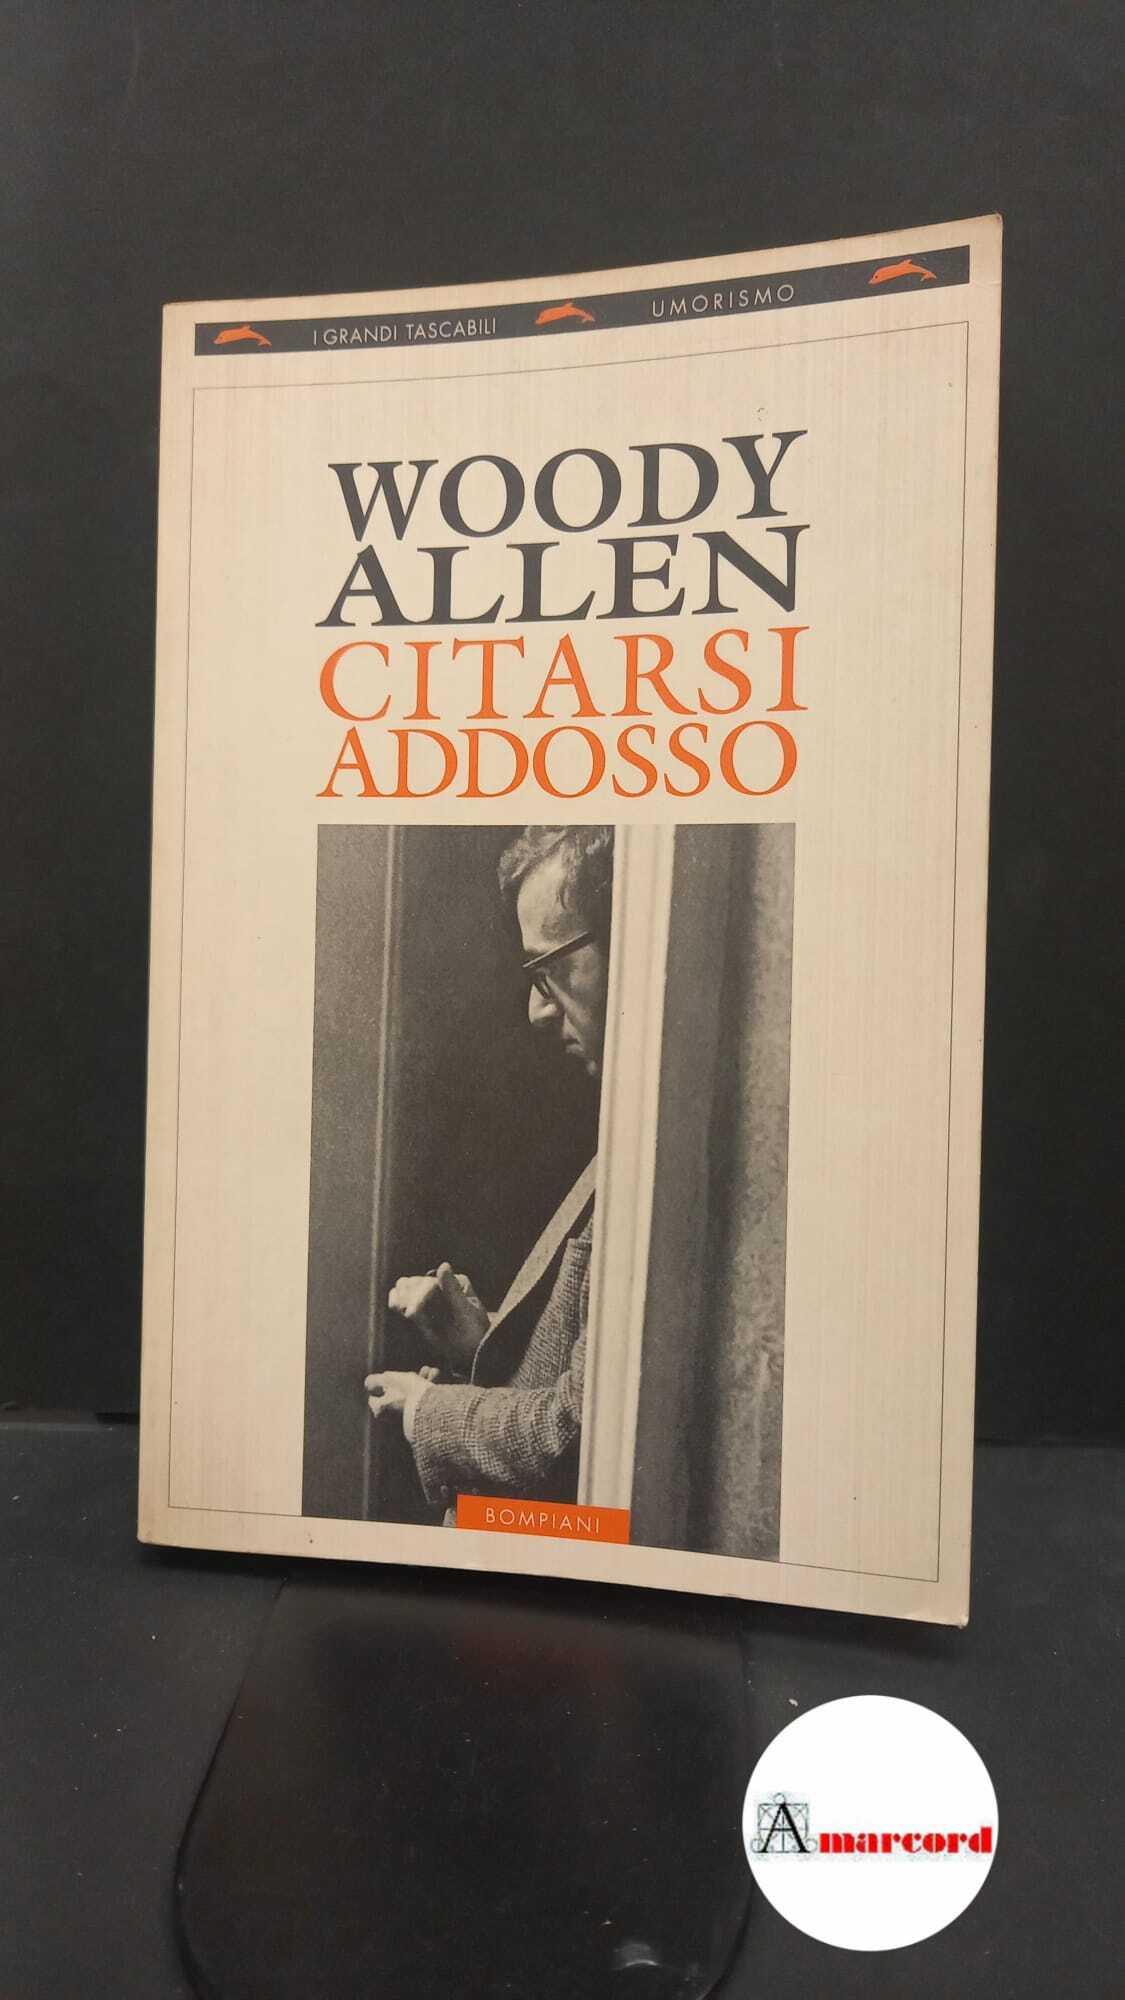 I GRANDI TASCABILI UMORISMO
WOODY
ALLEN
CITARSI
ADDOSSO
BOMPIANI
Amarcord